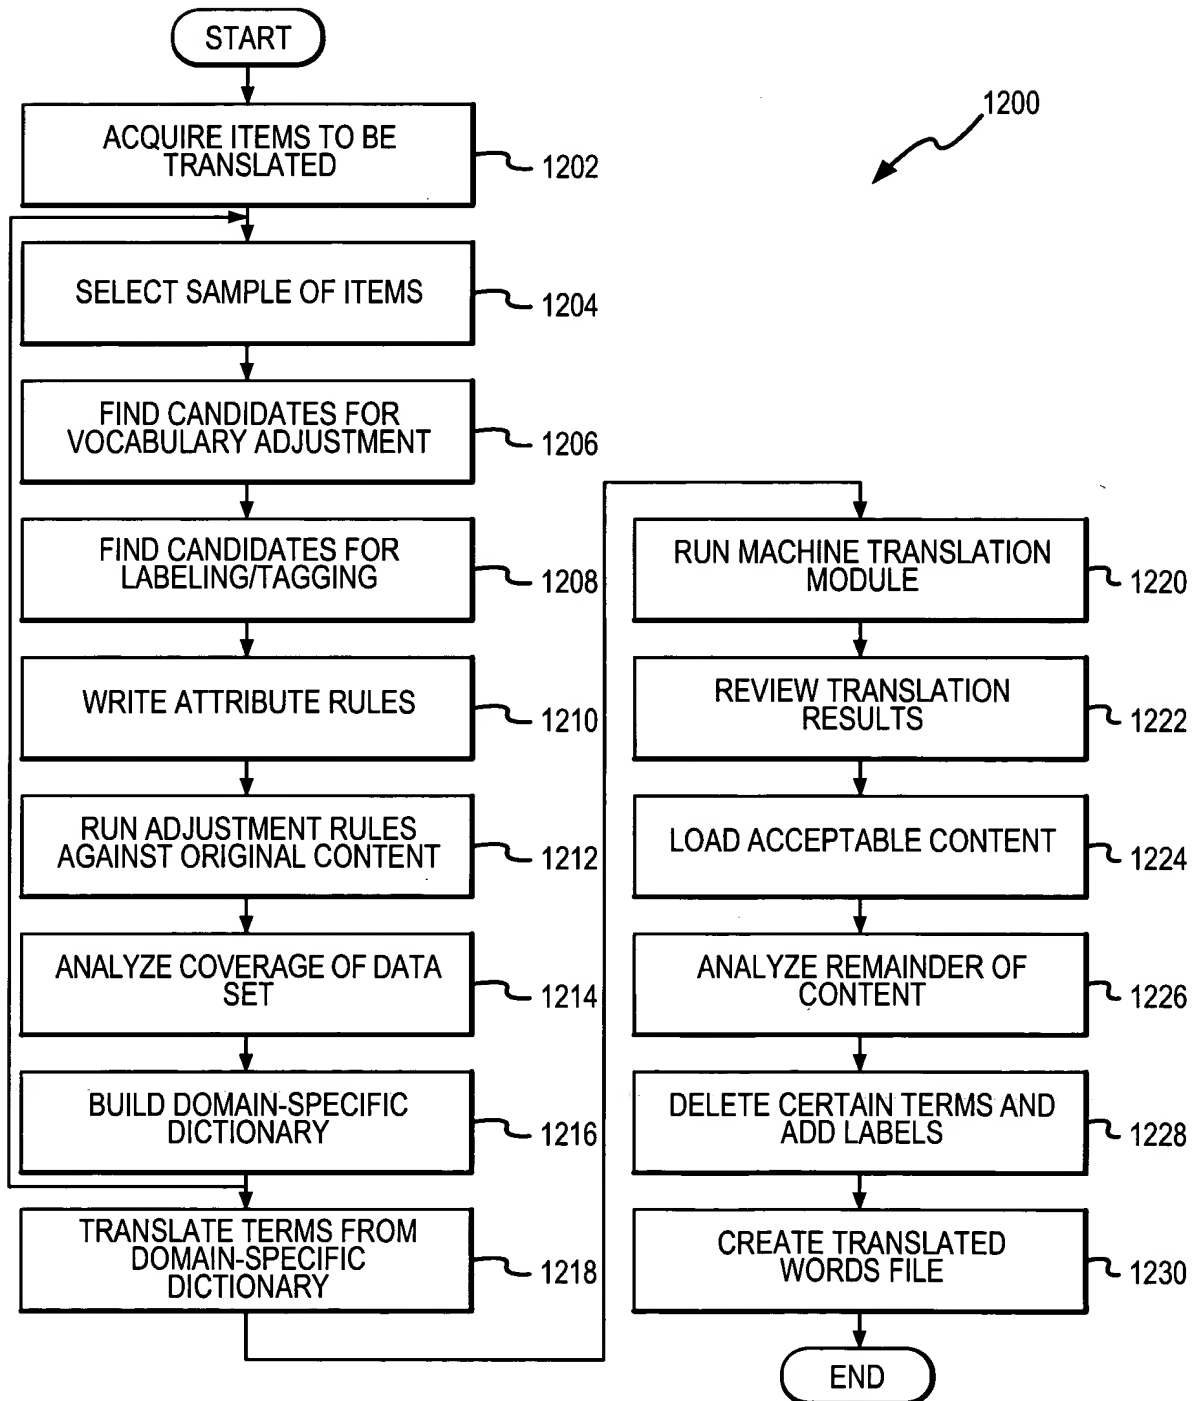 START
1200
ACQUIRE ITEMS TO BE
TRANSLATED
1202
SELECT SAMPLE OF ITEMS
1204
FIND CANDIDATES FOR
VOCABULARY ADJUSTMENT
1206
FIND CANDIDATES FOR
LABELING/TAGGING
1208
WRITE ATTRIBUTE RULES
1210
RUN ADJUSTMENT RULES
AGAINST ORIGINAL CONTENT
1212
ANALYZE COVERAGE OF DATA
SET
1214
BUILD DOMAIN-SPECIFIC
DICTIONARY
1216
TRANSLATE TERMS FROM
DOMAIN-SPECIFIC
DICTIONARY
1218
RUN MACHINE TRANSLATION
MODULE
1220
REVIEW TRANSLATION
RESULTS
1222
LOAD ACCEPTABLE CONTENT
1224
ANALYZE REMAINDER OF
CONTENT
1226
DELETE CERTAIN TERMS AND
ADD LABELS
1228
CREATE TRANSLATED
WORDS FILE
1230
END